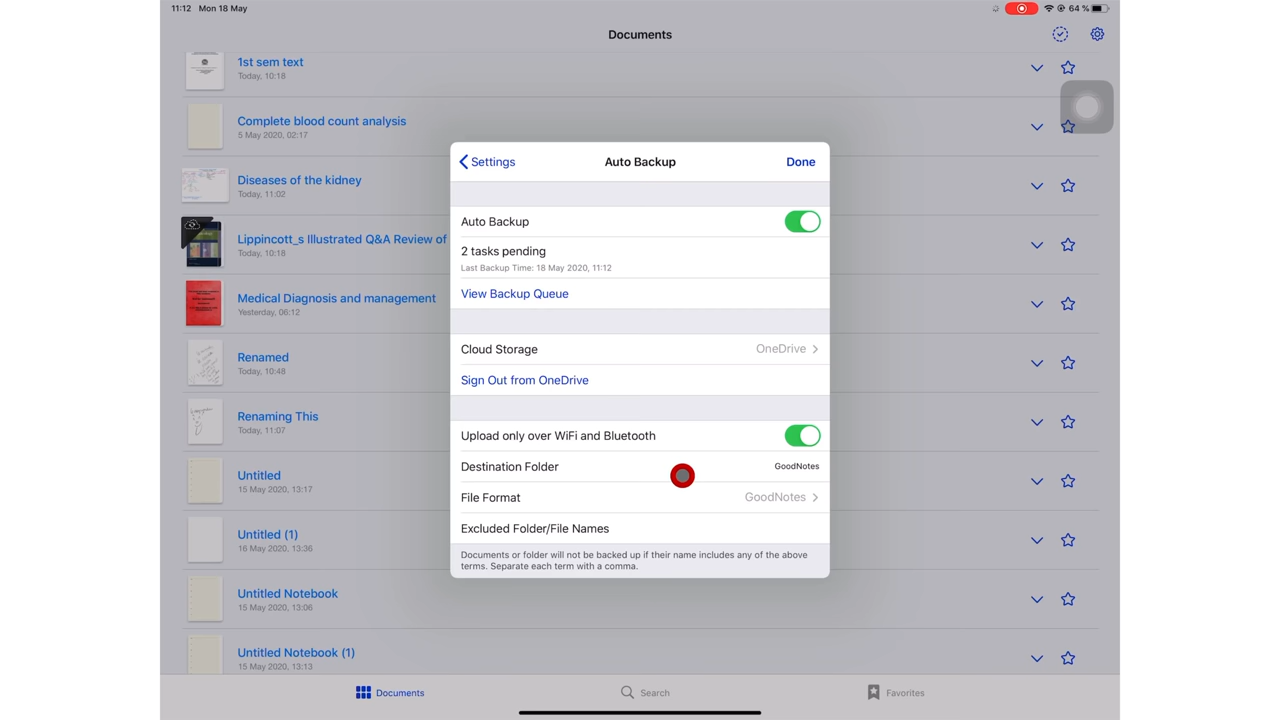 11:12 Mon 18 May
64 %
Documents
1st sem text
Today, 10:18
Complete blood count analysis
5 May 2020, 02:17
Diseases of the kidney
Today, 11:02
Lippincott_s Illustrated Q&A Review of
Today, 10:18
Medical Diagnosis and management
Yesterday, 06:12
Renamed
Today, 10:48
Renaming This
Today, 11:07
Untitled
15 May 2020, 13:17
Untitled (1)
16 May 2020, 13:36
Untitled Notebook
15 May 2020, 13:06
Untitled Notebook (1)
15 May 2020, 13:13
Settings
Auto Backup
Done
Auto Backup
2 tasks pending
Last Backup Time: 18 May 2020, 11:12
View Backup Queue
Cloud Storage OneDrive
Sign Out from OneDrive
Upload only over WiFi and Bluetooth
Destination Folder GoodNotes
File Format GoodNotes
Excluded Folder/File Names
Documents or folder will not be backed up if their name includes any of the above
terms. Separate each term with a comma.
Documents
Search
Favorites